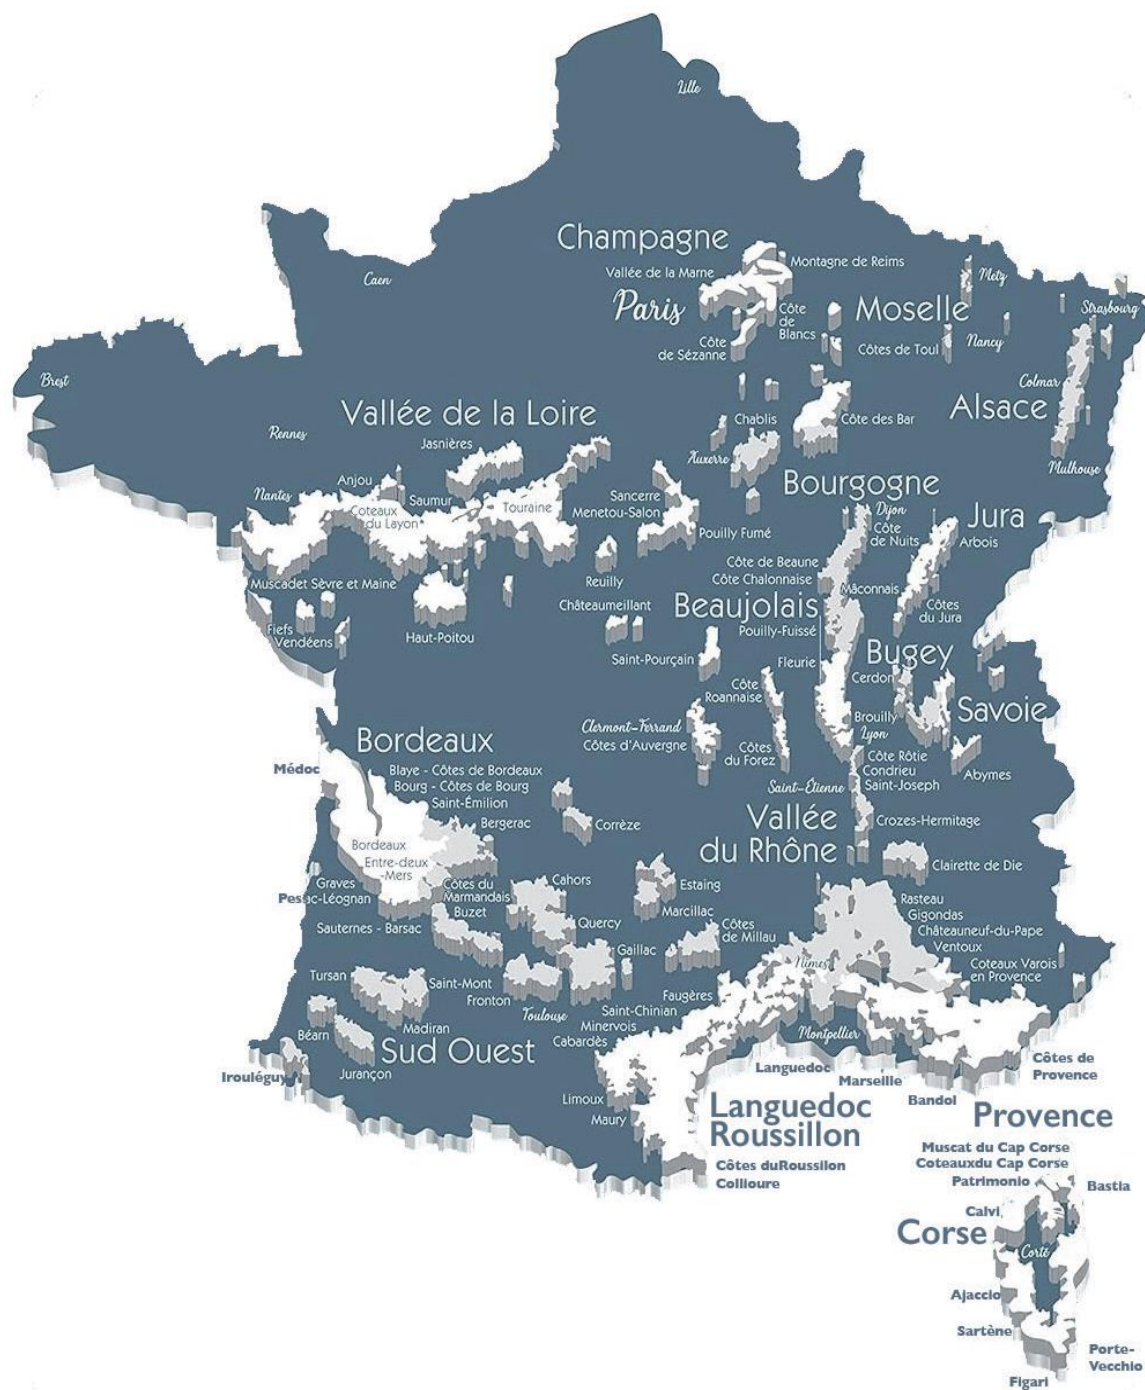 Lille
Champagne
Caen
Montagne de Reims
Vallée de la Marne
Metz
Paris
Moselle
Strasbourg
Côte
de
Blancs
Côte
de Sézanne
Côtes de Toul
Nancy
Brest
Colmar
Vallée de la Loire
Alsace
Chablis
Côte des Bar
Rennes
Jasnières
Auxerre
Mulhouse
Anjou
Bourgogne
Nantes
Saumur
Sancerre
Menetou-Salon
Touraine
Coteaux
du Layon*
Dijon
Côte
de Nuits
Jura
Arbois
Pouilly Fumé
Côte de Beaune
Côte Chalonnaise
Reuilly
Muscadet Sèvre et Maine
Mâconnais
Châteaumeillant
Beaujolais
Côtes
du Jura
Fiefs
Vendéens
Haut-Poitou
Pouilly-Fuissé
Saint-Pourçain
Fleurie
Bugey
Cerdon
Côte
Roannaise
Savoie
Brouilly
Lyon
Clermont-Ferrand
Côtes d'Auvergne
Côtes
du Forez
Bordeaux
Côte Rôtie
Condrieu
Saint-Joseph
Abymes
Médoc
Blaye - Côtes de Bordeaux
Bourg - Côtes de Bourg
Saint-Émilion
Saint-Étienne
Bergerac
Corrèze
Vallée
du Rhône
Crozes-Hermitage
Bordeaux
Entre-deux
-Mers
Clairette de Die
Graves
Pessac-Léognan
Côtes du
Marmandais
Buzet
Cahors
Estaing
Marcillac
Rasteau
Gigondas
Châteauneuf-du-Pape
Ventoux
Sauternes - Barsac
Quercy
Côtes
de Millau
Gaillac
Nîmes
Coteaux Varois
en Provence
Tursan
Saint-Mont
Fronton
Faugères
Toulouse
Saint-Chinian
Minervois
Cabardès
Béarn
Madiran
Montpellier
Sud Ouest
Jurançon
Irouléguy
Languedoc
Marseille
Bandol
Côtes de
Provence
Limoux
Maury
Languedoc
Roussillon
Provence
Muscat du Cap Corse
Coteauxdu Cap Corse
Patrimonio
Bastia
Côtes duRoussilon
Collioure
Calvi
Corse
Corté
Ajaccio
Sartène
Porte-
Vecchio
Figari